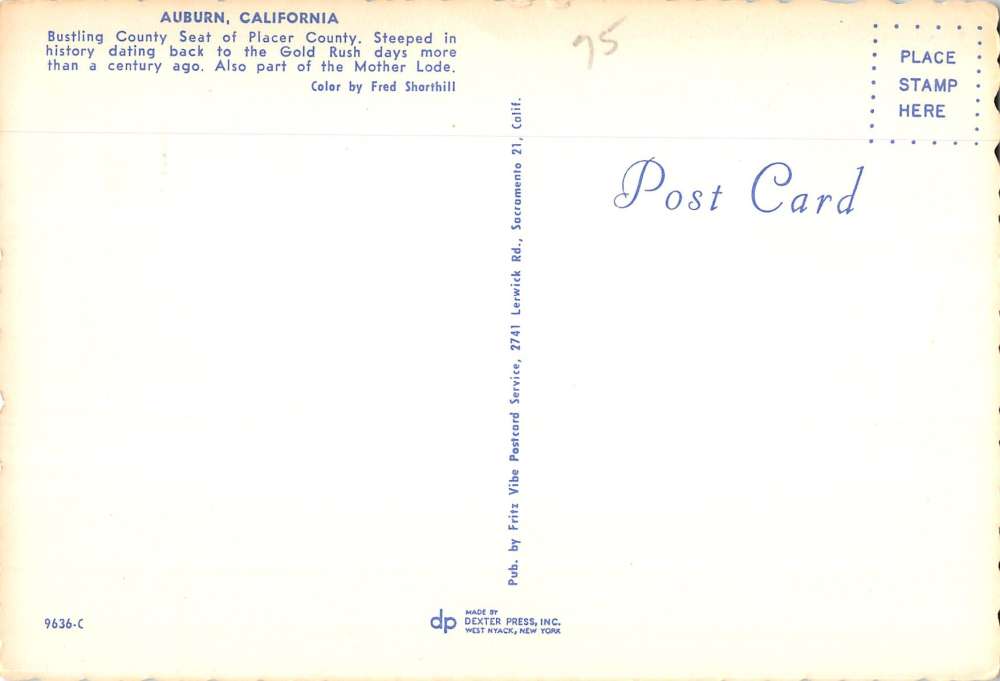 AUBURN, CALIFORNIA
Bustling County Seat of Placer County. Steeped in
history dating back to the Gold Rush days more
than a century ago. Also part of the Mother Lode.
Color by Fred Shorthill
95
PLACE
STAMP
HERE
Post Card
Pub. by Fritz Vibe Postcard Service, 2741 Lerwick Rd., Sacramento 21, Calif.
9636-C
dp
MADE BY
DEXTER PRESS, INC.
WEST NYACK, NEW YORK